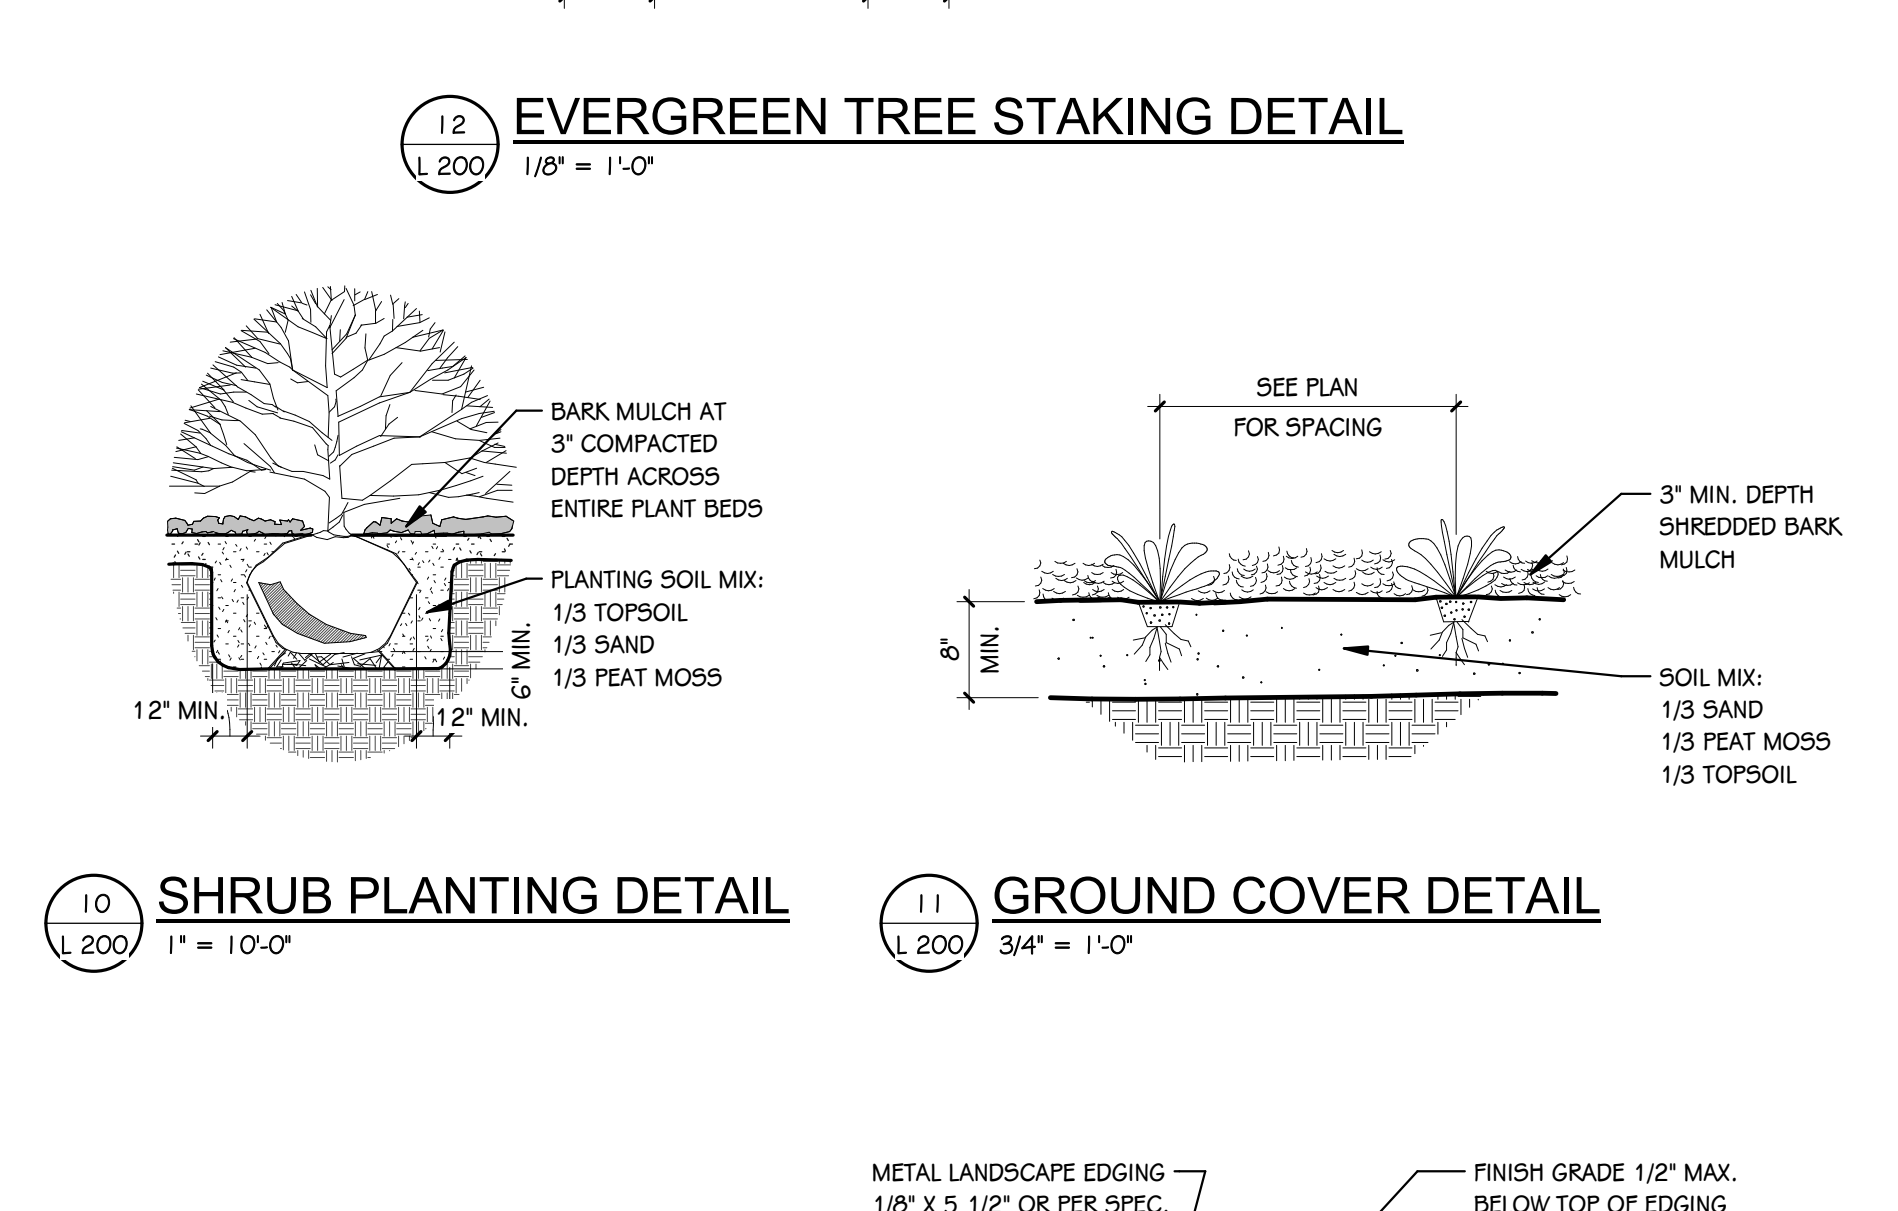 12
L 200
EVERGREEN TREE STAKING DETAIL
1/8" = 1'-0"
BARK MULCH AT
3" COMPACTED
DEPTH ACROSS
ENTIRE PLANT BEDS
PLANTING SOIL MIX:
1/3 TOPSOIL
1/3 SAND
1/3 PEAT MOSS
6" MIN.
12" MIN.
12" MIN.
SEE PLAN
FOR SPACING
3" MIN. DEPTH
SHREDDED BARK
MULCH
8"
MIN.
SOIL MIX:
1/3 SAND
1/3 PEAT MOSS
1/3 TOPSOIL
10
L 200
SHRUB PLANTING DETAIL
1" = 10'-0"
11
L 200
GROUND COVER DETAIL
3/4" = 1'-0"
METAL LANDSCAPE EDGING
1/8" X 5 1/2" OR PER SPEC.
FINISH GRADE 1/2" MAX.
BELOW TOP OF EDGING